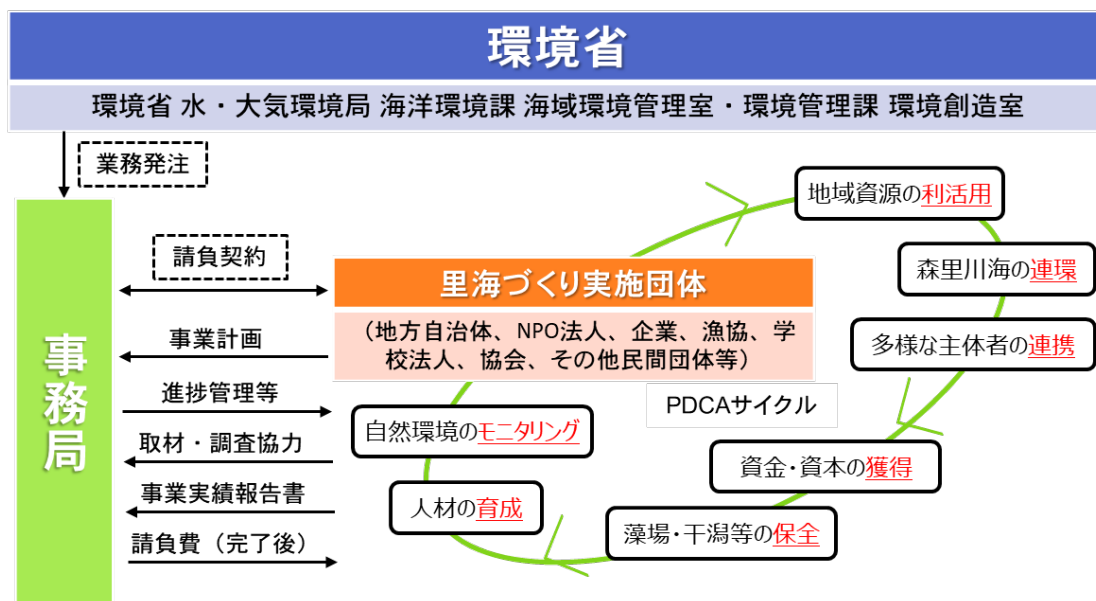 環境省
環境省 水・大気環境局 海洋環境課 海域環境管理室・環境管理課 環境創造室
業務発注
事務局
請負契約
事業計画
進捗管理等
取材・調査協力
事業実績報告書
請負費（完了後）
里海づくり実施団体
（地方自治体、NPO法人、企業、漁協、学
校法人、協会、その他民間団体等）
PDCAサイクル
地域資源の利活用
森里川海の連環
多様な主体者の連携
資金・資本の獲得
藻場・干潟等の保全
人材の育成
自然環境のモニタリング